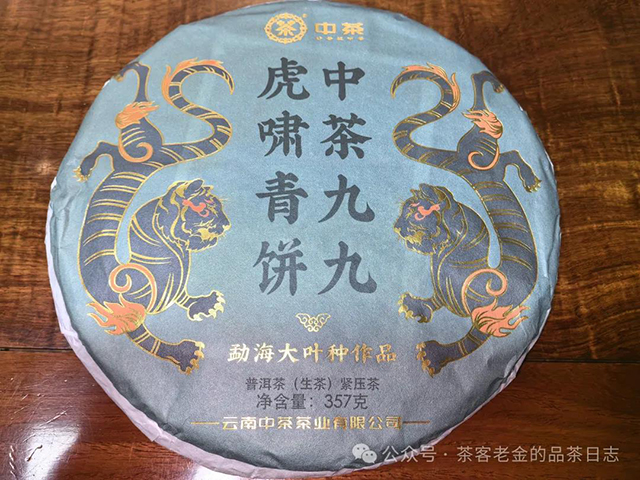 中茶
中茶九九
虎啸青饼
勐海大叶种作品
普洱茶（生茶）紧压茶
净含量：357克
云南中茶茶业有限公司
公众号·茶客老金的品茶日志